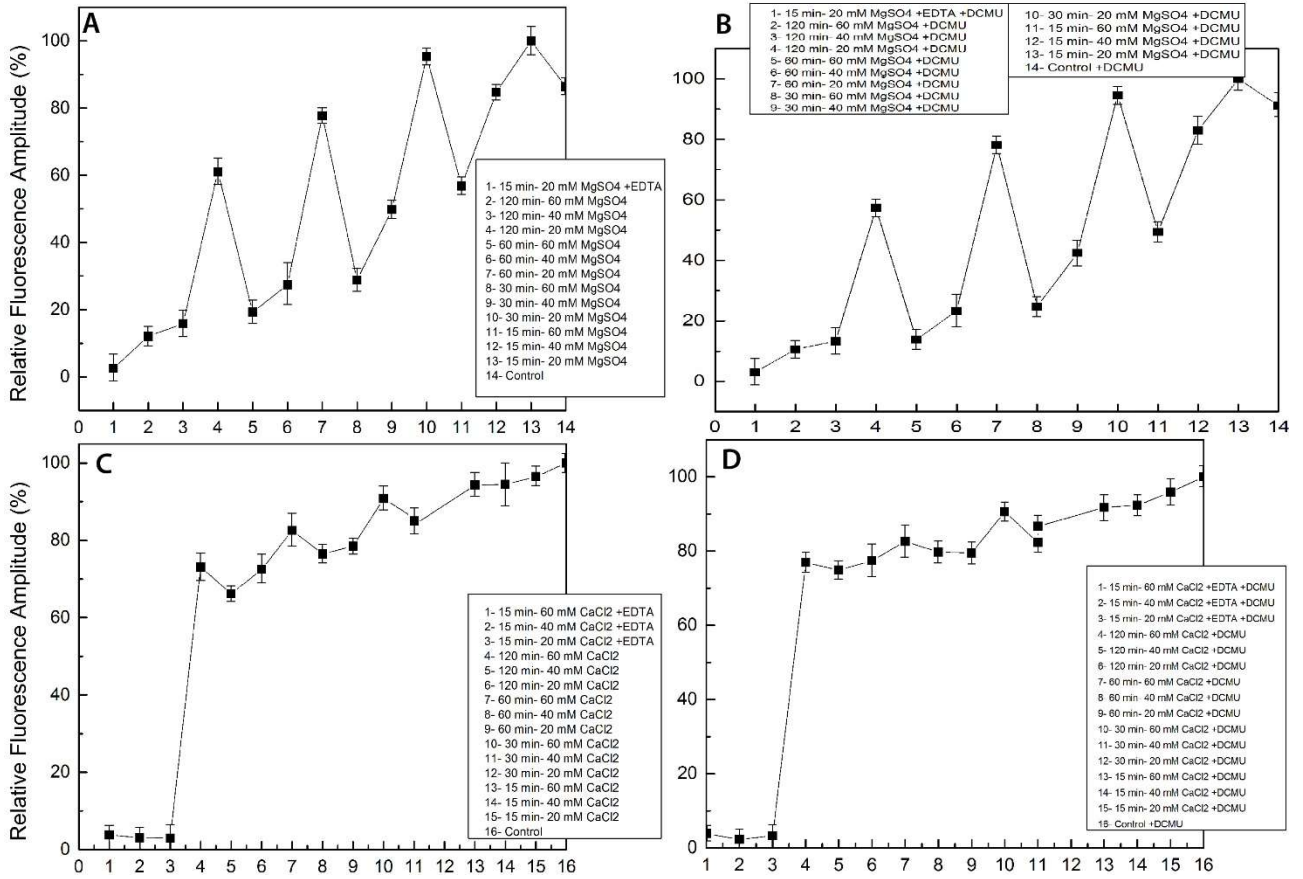 A
Relative Fluorescence Amplitude (%)
100
80
60
40
20
0
0 1 2 3 4 5 6 7 8 9 10 11 12 13 14
1- 15 min- 20 mM MgSO4 +EDTA
2- 120 min- 60 mM MgSO4
3- 120 min- 40 mM MgSO4
4- 120 min- 20 mM MgSO4
5- 60 min- 60 mM MgSO4
6- 60 min- 40 mM MgSO4
7- 60 min- 20 mM MgSO4
8- 30 min- 60 mM MgSO4
9- 30 min- 40 mM MgSO4
10- 30 min- 20 mM MgSO4
11- 15 min- 60 mM MgSO4
12- 15 min- 40 mM MgSO4
13- 15 min- 20 mM MgSO4
14- Control
B
1- 15 min- 20 mM MgSO4 +EDTA +DCMU
2- 120 min- 60 mM MgSO4 +DCMU
3- 120 min- 40 mM MgSO4 +DCMU
4- 120 min- 20 mM MgSO4 +DCMU
5- 60 min- 60 mM MgSO4 +DCMU
6- 60 min- 40 mM MgSO4 +DCMU
7- 60 min- 20 mM MgSO4 +DCMU
8- 30 min- 60 mM MgSO4 +DCMU
9- 30 min- 40 mM MgSO4 +DCMU
10- 30 min- 20 mM MgSO4 +DCMU
11- 15 min- 60 mM MgSO4 +DCMU
12- 15 min- 40 mM MgSO4 +DCMU
13- 15 min- 20 mM MgSO4 +DCMU
14- Control +DCMU
100
80
60
40
20
0
0 1 2 3 4 5 6 7 8 9 10 11 12 13 14
C
Relative Fluorescence Amplitude (%)
100
80
60
40
20
0
0 1 2 3 4 5 6 7 8 9 10 11 12 13 14 15 16
1- 15 min- 60 mM CaCl2 +EDTA
2- 15 min- 40 mM CaCl2 +EDTA
3- 15 min- 20 mM CaCl2 +EDTA
4- 120 min- 60 mM CaCl2
5- 120 min- 40 mM CaCl2
6- 120 min- 20 mM CaCl2
7- 60 min- 60 mM CaCl2
8- 60 min- 40 mM CaCl2
9- 60 min- 20 mM CaCl2
10- 30 min- 60 mM CaCl2
11- 30 min- 40 mM CaCl2
12- 30 min- 20 mM CaCl2
13- 15 min- 60 mM CaCl2
14- 15 min- 40 mM CaCl2
15- 15 min- 20 mM CaCl2
16- Control
D
100
80
60
40
20
0
1 2 3 4 5 6 7 8 9 10 11 12 13 14 15 16
1- 15 min- 60 mM CaCl2 +EDTA +DCMU
2- 15 min- 40 mM CaCl2 +EDTA +DCMU
3- 15 min- 20 mM CaCl2 +EDTA +DCMU
4- 120 min- 60 mM CaCl2 +DCMU
5- 120 min- 40 mM CaCl2 +DCMU
6- 120 min- 20 mM CaCl2 +DCMU
7- 60 min- 60 mM CaCl2 +DCMU
8 60 min- 40 mM CaCl2 +DCMU
9- 60 min- 20 mM CaCl2 +DCMU
10- 30 min- 60 mM CaCl2 +DCMU
11- 30 min- 40 mM CaCl2 +DCMU
12- 30 min- 20 mM CaCl2 +DCMU
13- 15 min- 60 mM CaCl2 +DCMU
14- 15 min- 40 mM CaCl2 +DCMU
15- 15 min- 20 mM CaCl2 +DCMU
16- Control +DCMU